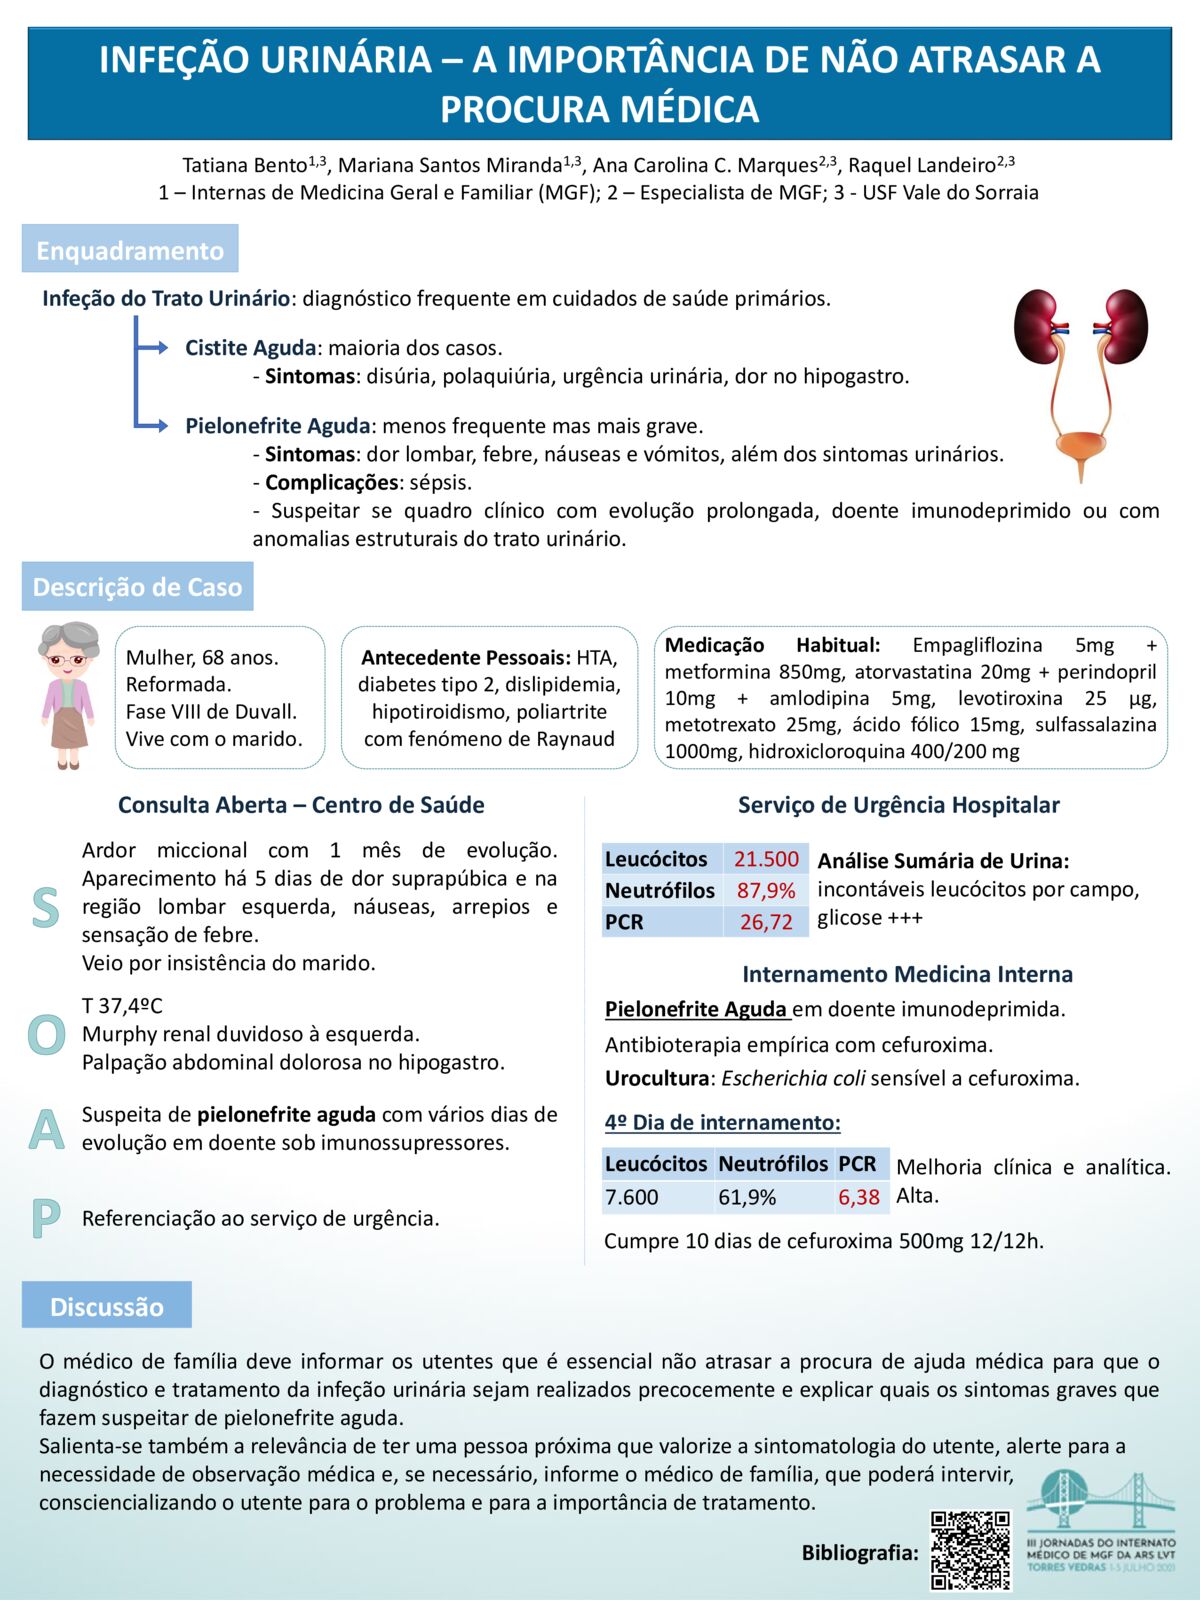 INFEÇÃO URINÁRIA – A IMPORTÂNCIA DE NÃO ATRASAR A
PROCURA MÉDICA
Tatiana Bento1,3, Mariana Santos Miranda1,3, Ana Carolina C. Marques2,3, Raquel Landeiro2,3
1 – Internas de Medicina Geral e Familiar (MGF); 2 – Especialista de MGF; 3 - USF Vale do Sorraia
Enquadramento
Infeção do Trato Urinário: diagnóstico frequente em cuidados de saúde primários.
Cistite Aguda: maioria dos casos.
- Sintomas: disúria, polaquiúria, urgência urinária, dor no hipogastro.
Pielonefrite Aguda: menos frequente mas mais grave.
- Sintomas: dor lombar, febre, náuseas e vómitos, além dos sintomas urinários.
- Complicações: sépsis.
- Suspeitar se quadro clínico com evolução prolongada, doente imunodeprimido ou com
anomalias estruturais do trato urinário.
Descrição de Caso
Mulher, 68 anos.
Reformada.
Fase VIII de Duvall.
Vive com o marido.
Antecedente Pessoais: HTA,
diabetes tipo 2, dislipidemia,
hipotiroidismo, poliartrite
com fenómeno de Raynaud
Medicação Habitual: Empagliflozina 5mg +
metformina 850mg, atorvastatina 20mg + perindopril
10mg + amlodipina 5mg, levotiroxina 25 µg,
metotrexato 25mg, ácido fólico 15mg, sulfassalazina
1000mg, hidroxicloroquina 400/200 mg
Consulta Aberta – Centro de Saúde
S
Ardor miccional com 1 mês de evolução.
Aparecimento há 5 dias de dor suprapúbica e na
região lombar esquerda, náuseas, arrepios e
sensação de febre.
Veio por insistência do marido.
O
T 37,4ºC
Murphy renal duvidoso à esquerda.
Palpação abdominal dolorosa no hipogastro.
A
Suspeita de pielonefrite aguda com vários dias de
evolução em doente sob imunossupressores.
P
Referenciação ao serviço de urgência.
Serviço de Urgência Hospitalar
Leucócitos 21.500
Neutrófilos 87,9%
PCR 26,72
Análise Sumária de Urina:
incontáveis leucócitos por campo,
glicose +++
Internamento Medicina Interna
Pielonefrite Aguda em doente imunodeprimida.
Antibioterapia empírica com cefuroxima.
Urocultura: Escherichia coli sensível a cefuroxima.
4º Dia de internamento:
Leucócitos Neutrófilos PCR
7.600 61,9% 6,38
Melhoria clínica e analítica.
Alta.
Cumpre 10 dias de cefuroxima 500mg 12/12h.
Discussão
O médico de família deve informar os utentes que é essencial não atrasar a procura de ajuda médica para que o
diagnóstico e tratamento da infeção urinária sejam realizados precocemente e explicar quais os sintomas graves que
fazem suspeitar de pielonefrite aguda.
Salienta-se também a relevância de ter uma pessoa próxima que valorize a sintomatologia do utente, alerte para a
necessidade de observação médica e, se necessário, informe o médico de família, que poderá intervir,
consciencializando o utente para o problema e para a importância de tratamento.
Bibliografia:
III JORNADAS DO INTERNATO
MÉDICO DE MGF DA ARS LVT
TORRES VEDRAS 1-3 JULHO 2021